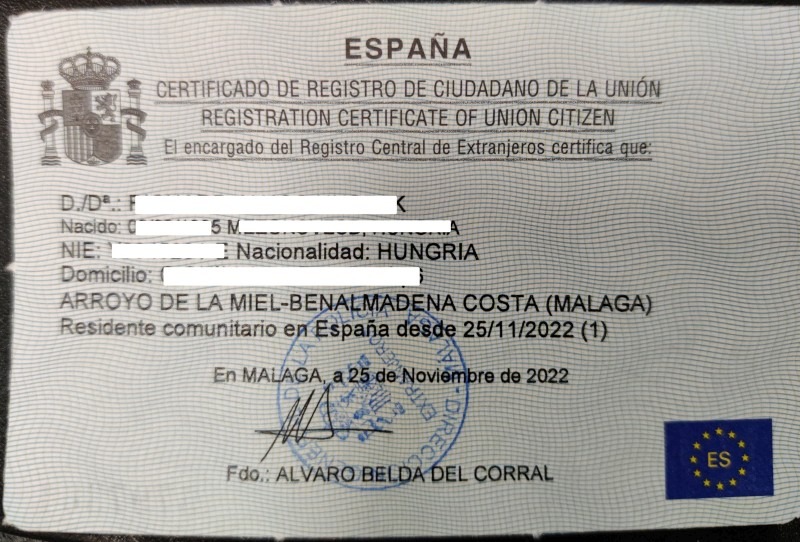 ESPAÑA
CERTIFICADO DE REGISTRO DE CIUDADANO DE LA UNIÓN
REGISTRATION CERTIFICATE OF UNION CITIZEN
El encargado del Registro Central de Extranjeros certifica que:
D./Dª.:
Nacido:
NIE: Nacionalidad: HUNGRIA
Domicilio:
ARROYO DE LA MIEL-BENALMADENA COSTA (MALAGA)
Residente comunitario en España desde 25/11/2022 (1)
En MALAGA, a 25 de Noviembre de 2022
Fdo.: ALVARO BELDA DEL CORRAL
ES